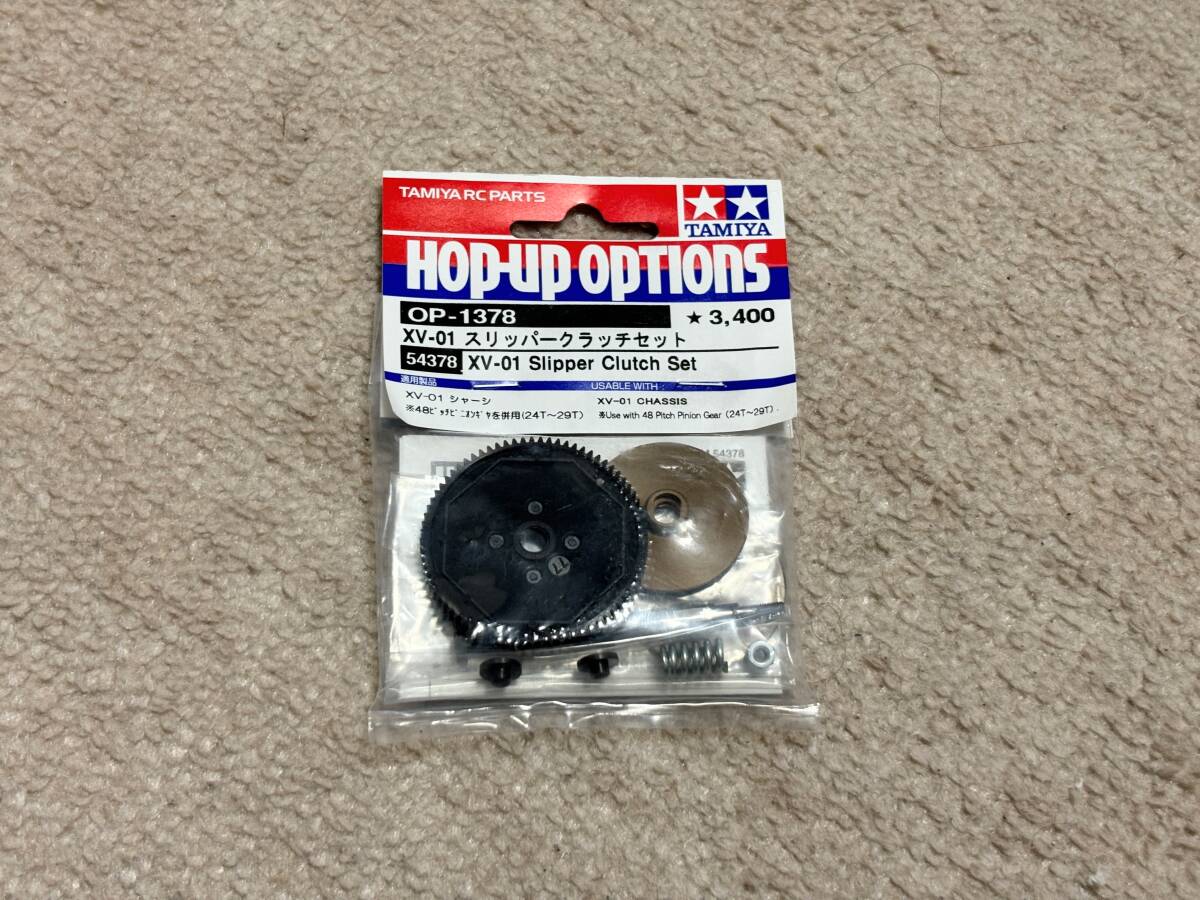 TAMIYA RC PARTS
TAMIYA
HOP-UP OPTIONS
OP-1378
★ 3,400
XV-01 スリッパークラッチセット
54378 XV-01 Slipper Clutch Set
適用製品
USABLE WITH
XV-01 シャーシ
XV-01 CHASSIS
※48ピッチピニオンギヤを併用(24T〜29T)
※Use with 48 Pitch Pinion Gear (24T~29T).
54378
77